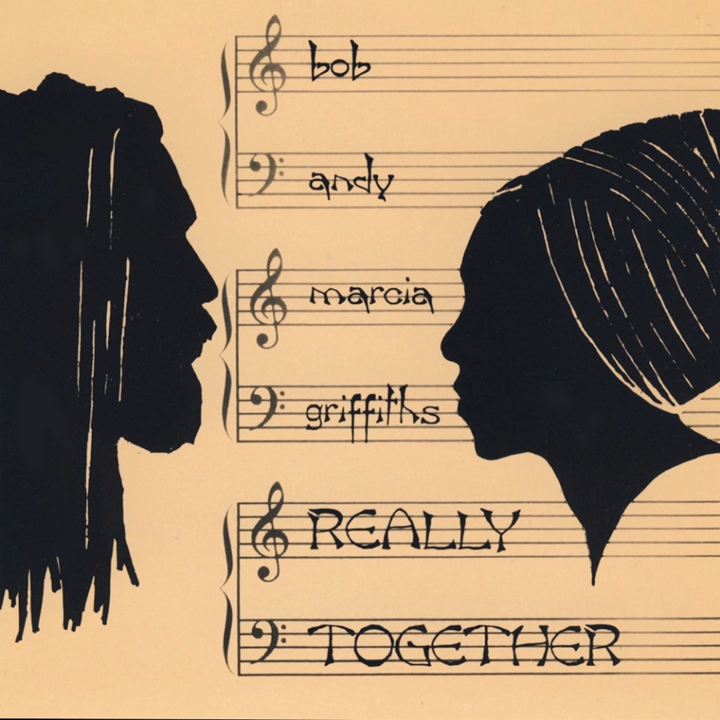 bob
andy
marcia
griffiths
REALLY
TOGETHER